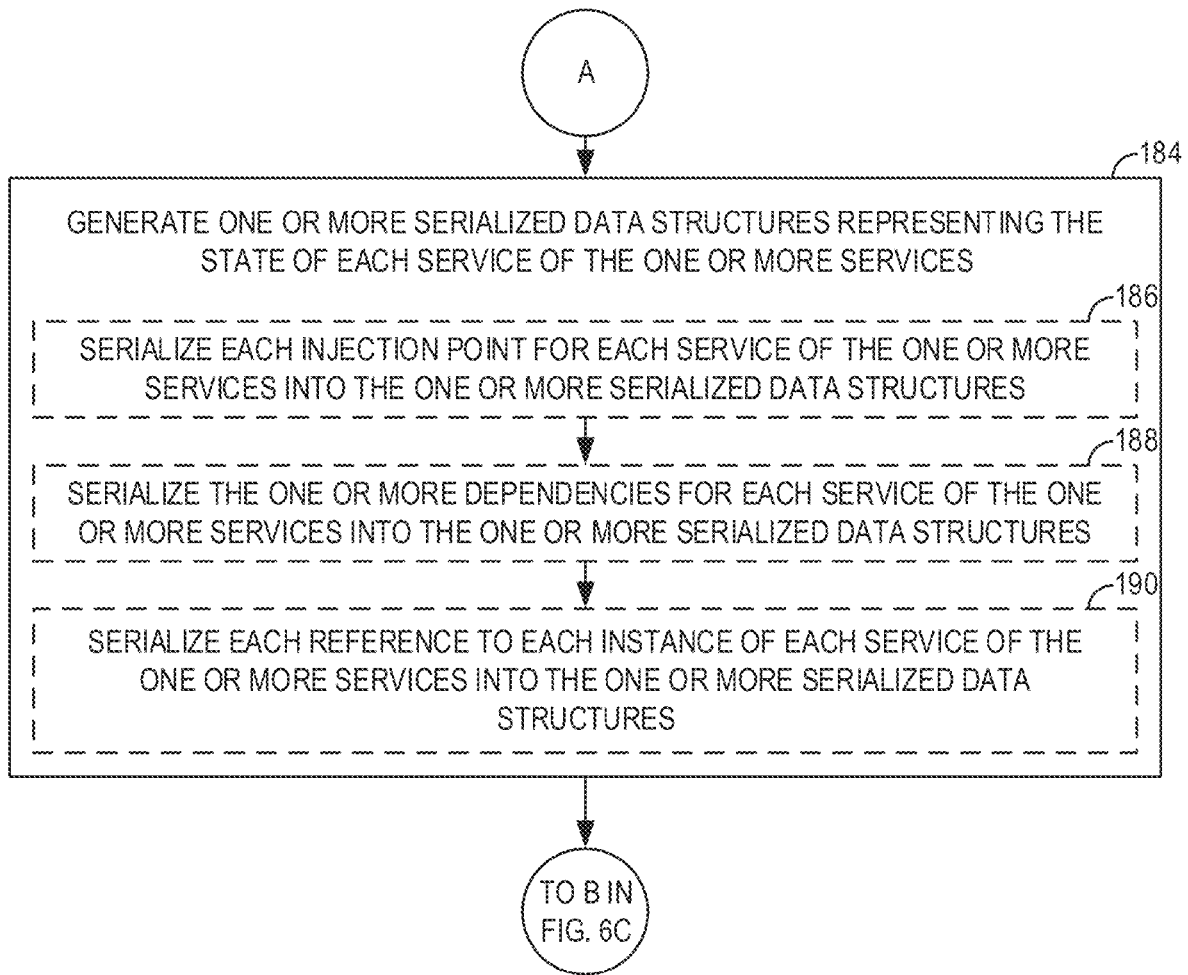 A
184
GENERATE ONE OR MORE SERIALIZED DATA STRUCTURES REPRESENTING THE
STATE OF EACH SERVICE OF THE ONE OR MORE SERVICES
186
SERIALIZE EACH INJECTION POINT FOR EACH SERVICE OF THE ONE OR MORE
SERVICES INTO THE ONE OR MORE SERIALIZED DATA STRUCTURES
188
SERIALIZE THE ONE OR MORE DEPENDENCIES FOR EACH SERVICE OF THE ONE
OR MORE SERVICES INTO THE ONE OR MORE SERIALIZED DATA STRUCTURES
190
SERIALIZE EACH REFERENCE TO EACH INSTANCE OF EACH SERVICE OF THE
ONE OR MORE SERVICES INTO THE ONE OR MORE SERIALIZED DATA
STRUCTURES
TO B IN
FIG. 6C